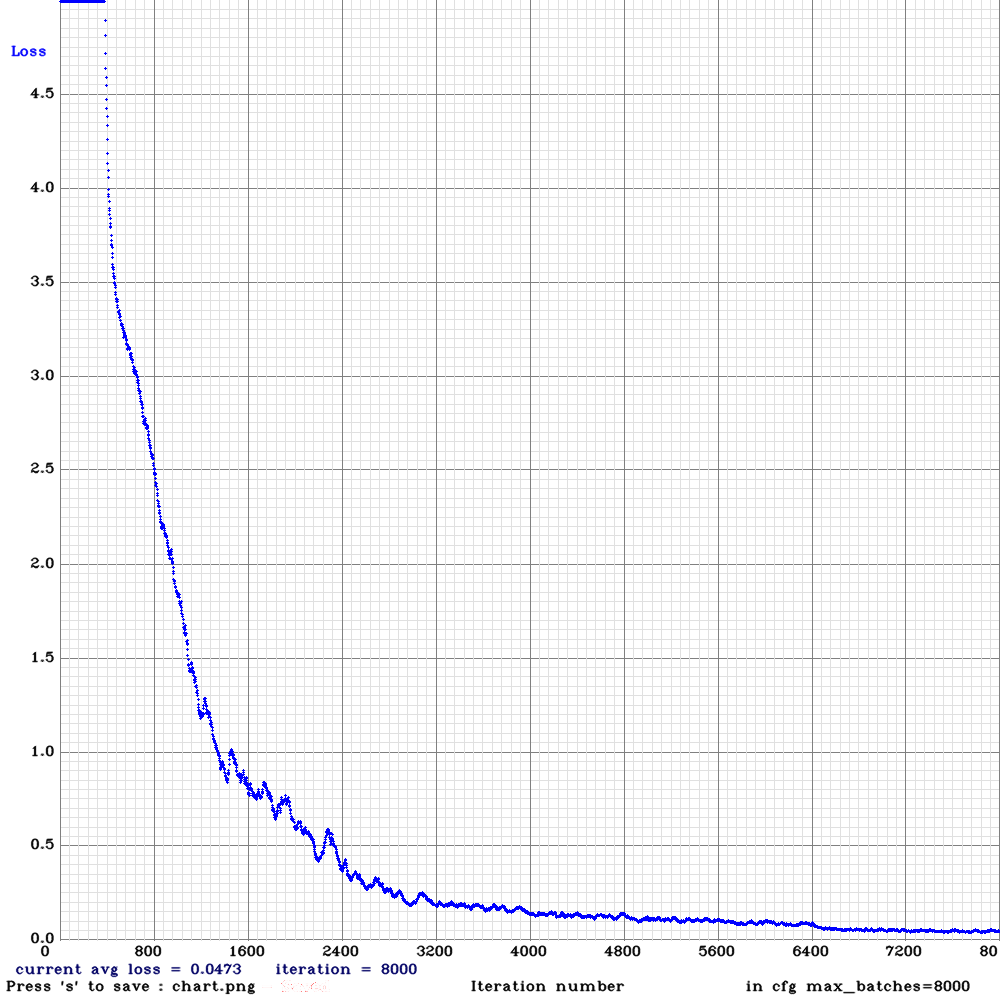 Loss
4.5
4.0
3.5
3.0
2.5
2.0
1.5
1.0
0.5
0.0
0 800 1600 2400 3200 4000 4800 5600 6400 7200 80
current avg loss = 0.0473 iteration = 8000
Press 's' to save : chart.png Iteration number in cfg max_batches=8000